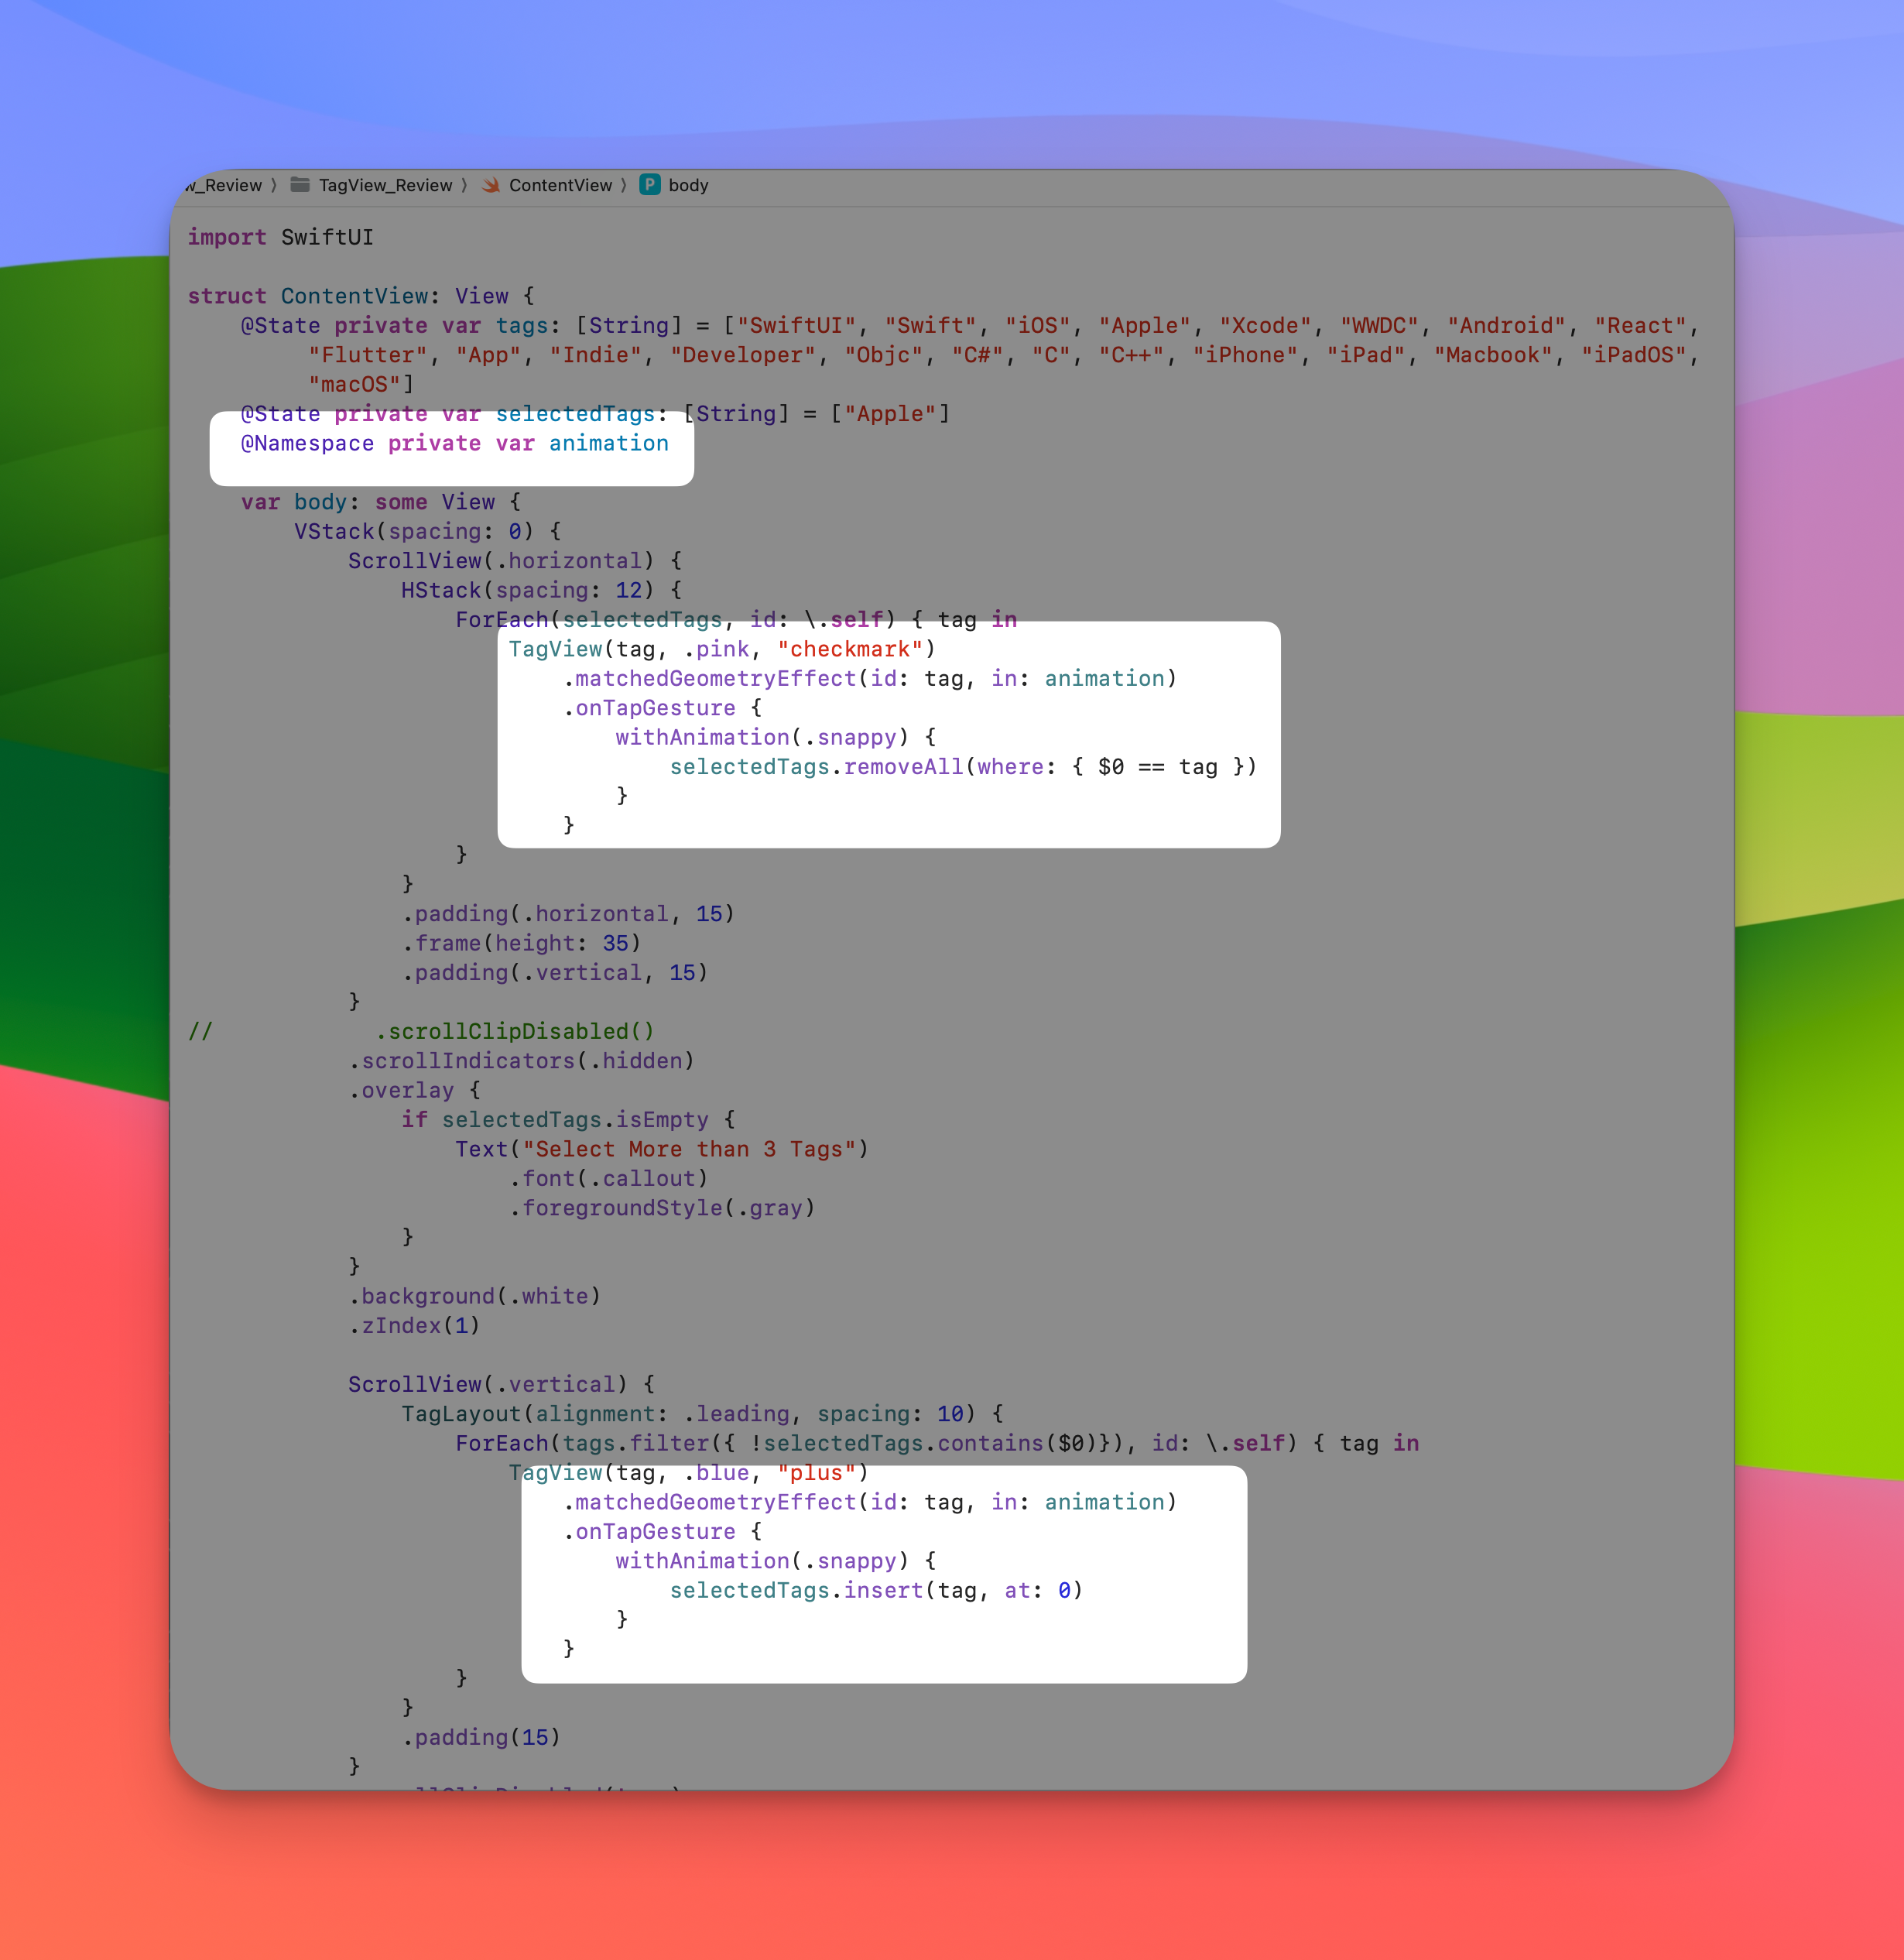 w_Review 〉 TagView_Review 〉 ContentView 〉 P body
import SwiftUI
struct ContentView: View {
@State private var tags: [String] = ["SwiftUI", "Swift", "iOS", "Apple", "Xcode", "WWDC", "Android", "React",
"Flutter", "App", "Indie", "Developer", "Objc", "C#", "C", "C++", "iPhone", "iPad", "Macbook", "iPadOS",
"macOS"]
@State private var selectedTags: [String] = ["Apple"]
@Namespace private var animation
var body: some View {
VStack(spacing: 0) {
ScrollView(.horizontal) {
HStack(spacing: 12) {
ForEach(selectedTags, id: \.self) { tag in
TagView(tag, .pink, "checkmark")
.matchedGeometryEffect(id: tag, in: animation)
.onTapGesture {
withAnimation(.snappy) {
selectedTags.removeAll(where: { $0 == tag })
}
}
}
}
.padding(.horizontal, 15)
.frame(height: 35)
.padding(.vertical, 15)
}
// .scrollClipDisabled()
.scrollIndicators(.hidden)
.overlay {
if selectedTags.isEmpty {
Text("Select More than 3 Tags")
.font(.callout)
.foregroundStyle(.gray)
}
}
.background(.white)
.zIndex(1)
ScrollView(.vertical) {
TagLayout(alignment: .leading, spacing: 10) {
ForEach(tags.filter({ !selectedTags.contains($0)}), id: \.self) { tag in
TagView(tag, .blue, "plus")
.matchedGeometryEffect(id: tag, in: animation)
.onTapGesture {
withAnimation(.snappy) {
selectedTags.insert(tag, at: 0)
}
}
}
}
.padding(15)
}